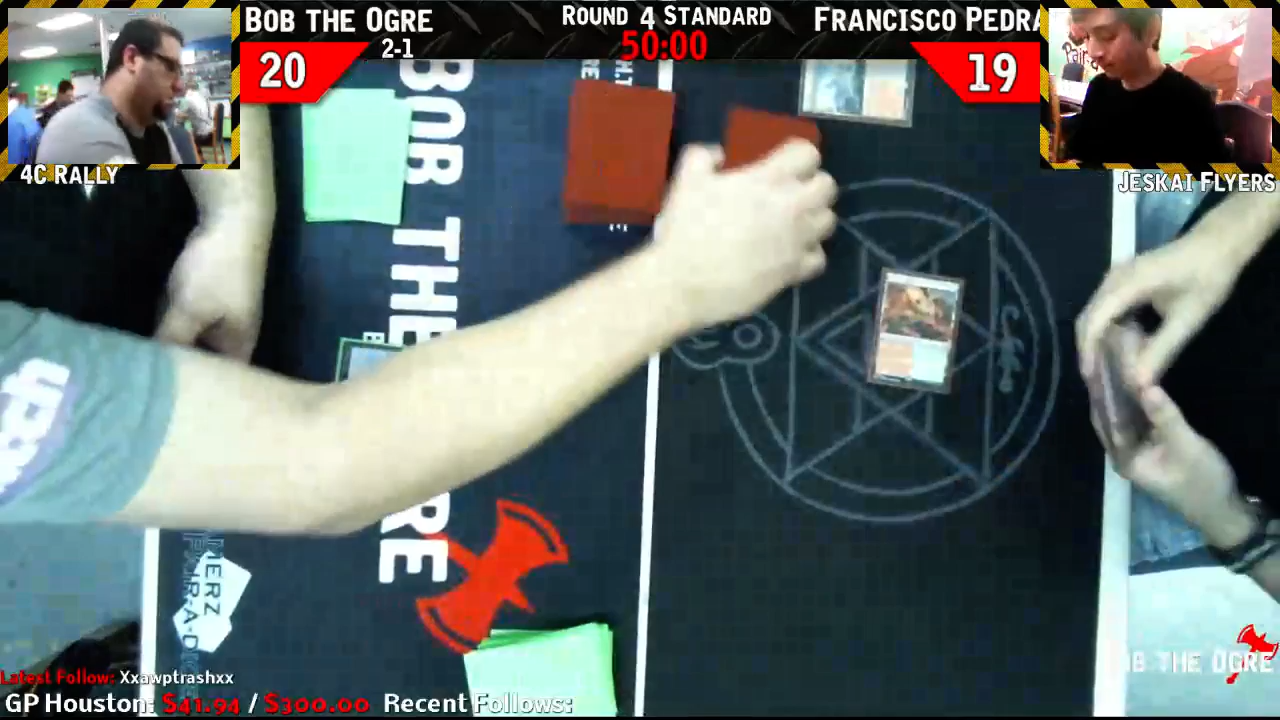 BOB THE OGRE
ROUND 4 STANDARD
FRANCISCO PEDRA
20
2-1
50:00
19
4C RALLY
JESKAI FLYERS
BOB THE
RE
Latest Follow: Xxawptrashxx
GP Houston: $41.94 / $300.00 Recent Follows:
OB THE OGRE